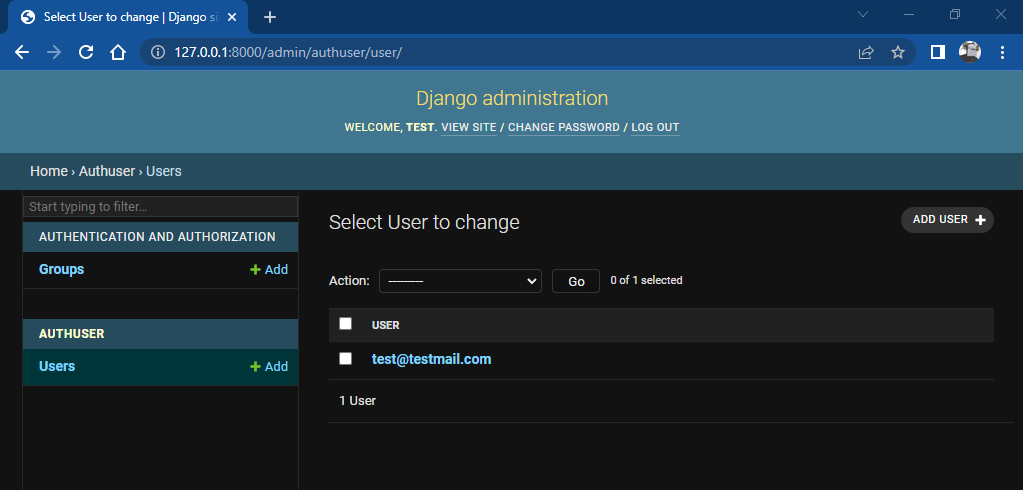 Select User to change | Django si
127.0.0.1:8000/admin/authuser/user/
Django administration
WELCOME, TEST. VIEW SITE / CHANGE PASSWORD / LOG OUT
Home › Authuser › Users
Start typing to filter...
AUTHENTICATION AND AUTHORIZATION
Groups
+ Add
AUTHUSER
Users
+ Add
Select User to change
ADD USER +
Action:
---------
Go
0 of 1 selected
USER
test@testmail.com
1 User